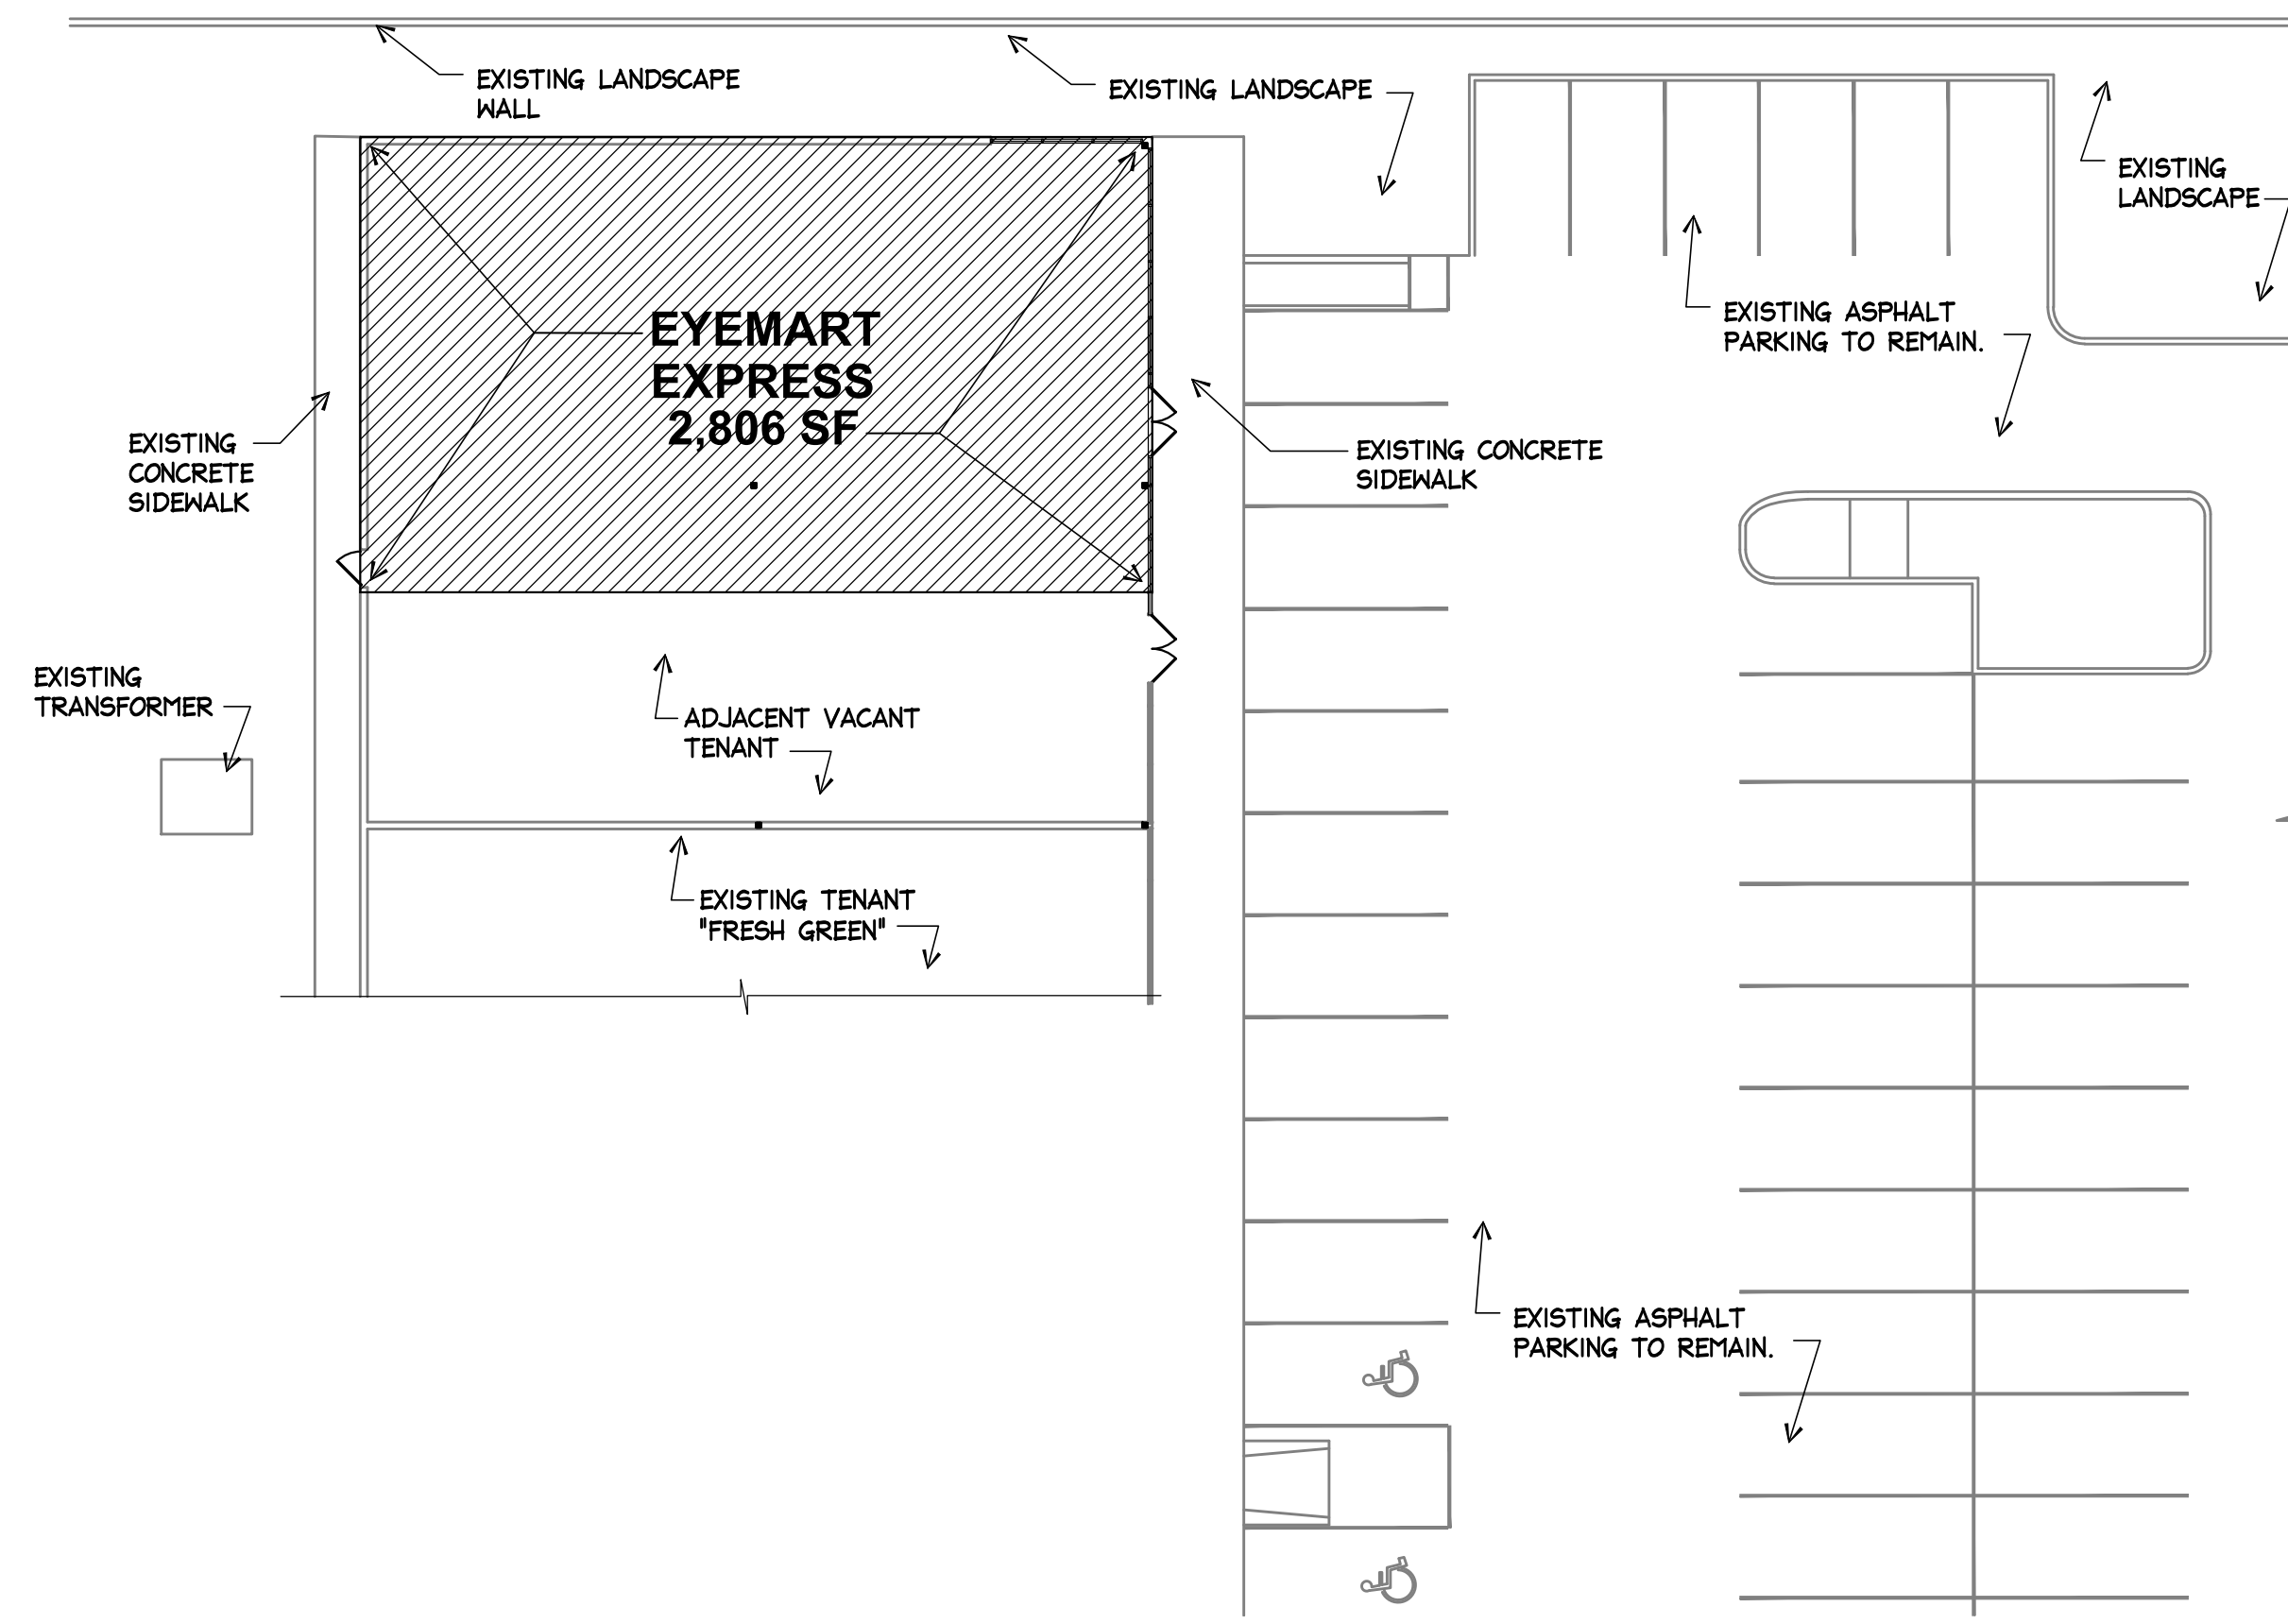 EXISTING LANDSCAPE
WALL
EXISTING LANDSCAPE
EXISTING
LANDSCAPE
EXISTING ASPHALT
PARKING TO REMAIN.
EYEMART
EXPRESS
2,806 SF
EXISTING
CONCRETE
SIDEWALK
EXISTING CONCRETE
SIDEWALK
EXISTING
TRANSFORMER
ADJACENT VACANT
TENANT
EXISTING TENANT
"FRESH GREEN"
EXISTING ASPHALT
PARKING TO REMAIN.